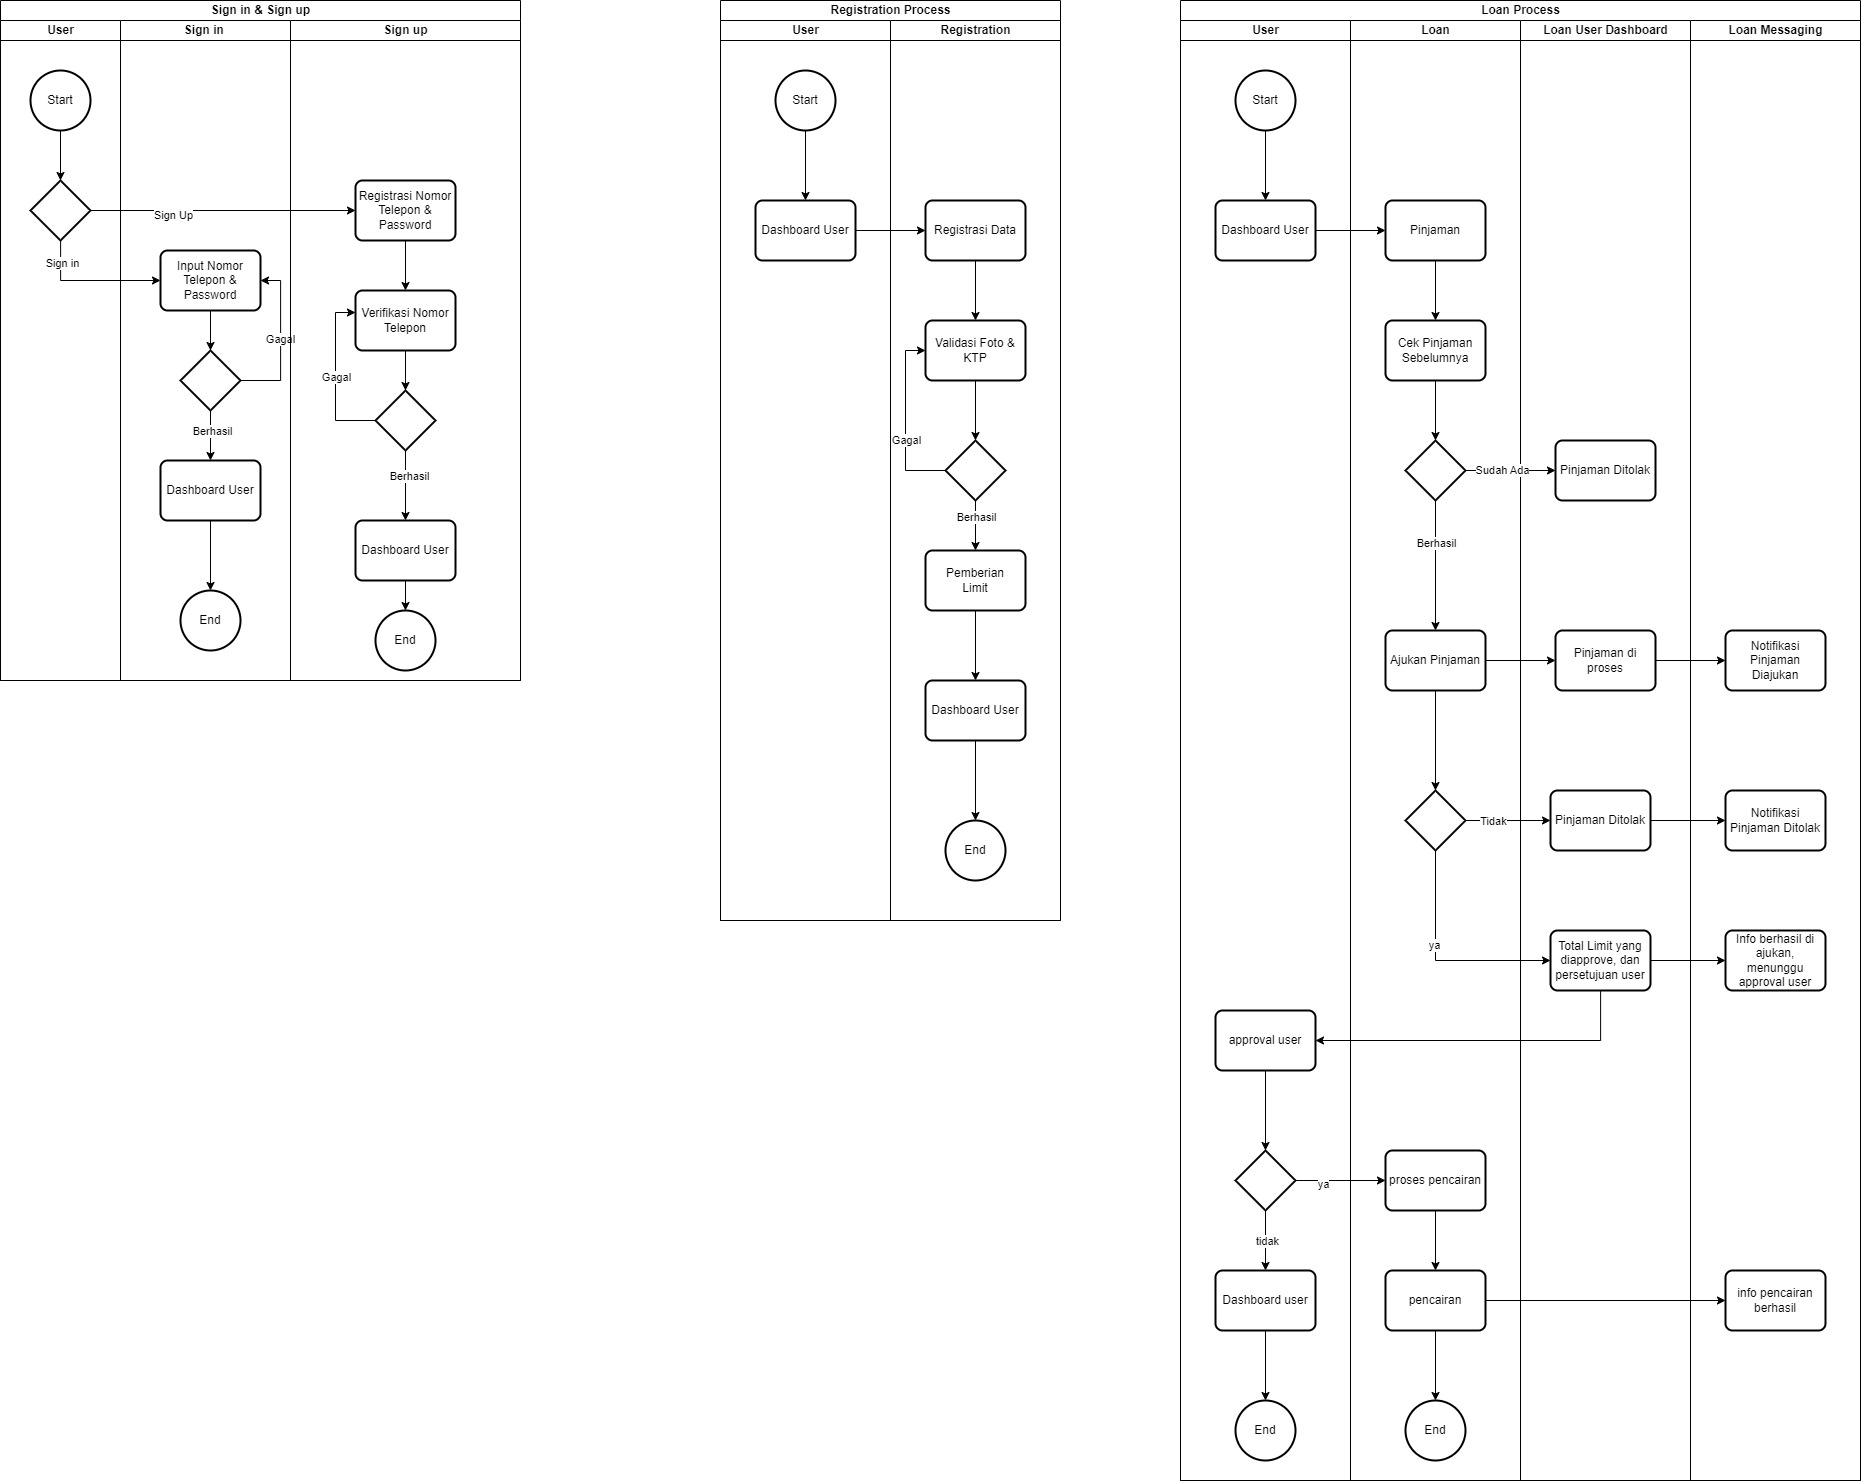 Sign in & Sign up
User
Sign in
Sign up
Start
Sign Up
Registrasi Nomor
Telepon &
Password
Sign in
Input Nomor
Telepon &
Password
Gagal
Verifikasi Nomor
Telepon
Gagal
Berhasil
Berhasil
Dashboard User
Dashboard User
End
End
Registration Process
User
Registration
Start
Dashboard User
Registrasi Data
Validasi Foto &
KTP
Gagal
Berhasil
Pemberian
Limit
Dashboard User
End
Loan Process
User
Loan
Loan User Dashboard
Loan Messaging
Start
Dashboard User
Pinjaman
Cek Pinjaman
Sebelumnya
Sudah Ada
Pinjaman Ditolak
Berhasil
Ajukan Pinjaman
Pinjaman di
proses
Notifikasi
Pinjaman
Diajukan
Tidak
Pinjaman Ditolak
Notifikasi
Pinjaman Ditolak
ya
Total Limit yang
diapprove, dan
persetujuan user
Info berhasil di
ajukan,
menunggu
approval user
approval user
ya
proses pencairan
tidak
Dashboard user
pencairan
info pencairan
berhasil
End
End